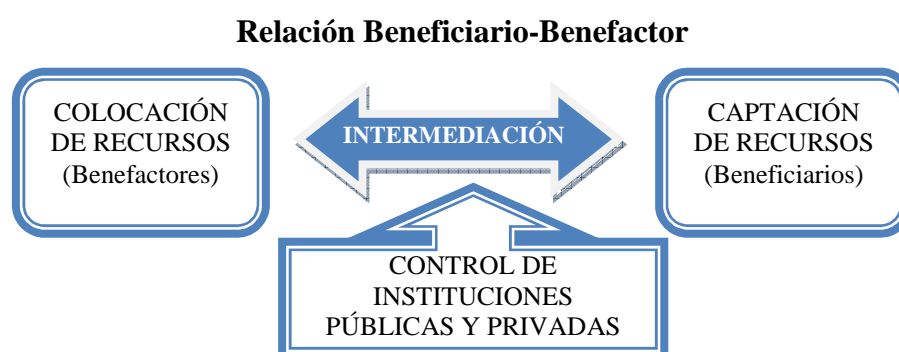 Relación Beneficiario-Benefactor
COLOCACIÓN
DE RECURSOS
(Benefactores)
INTERMEDIACIÓN
CAPTACIÓN
DE RECURSOS
(Beneficiarios)
CONTROL DE
INSTITUCIONES
PÚBLICAS Y PRIVADAS